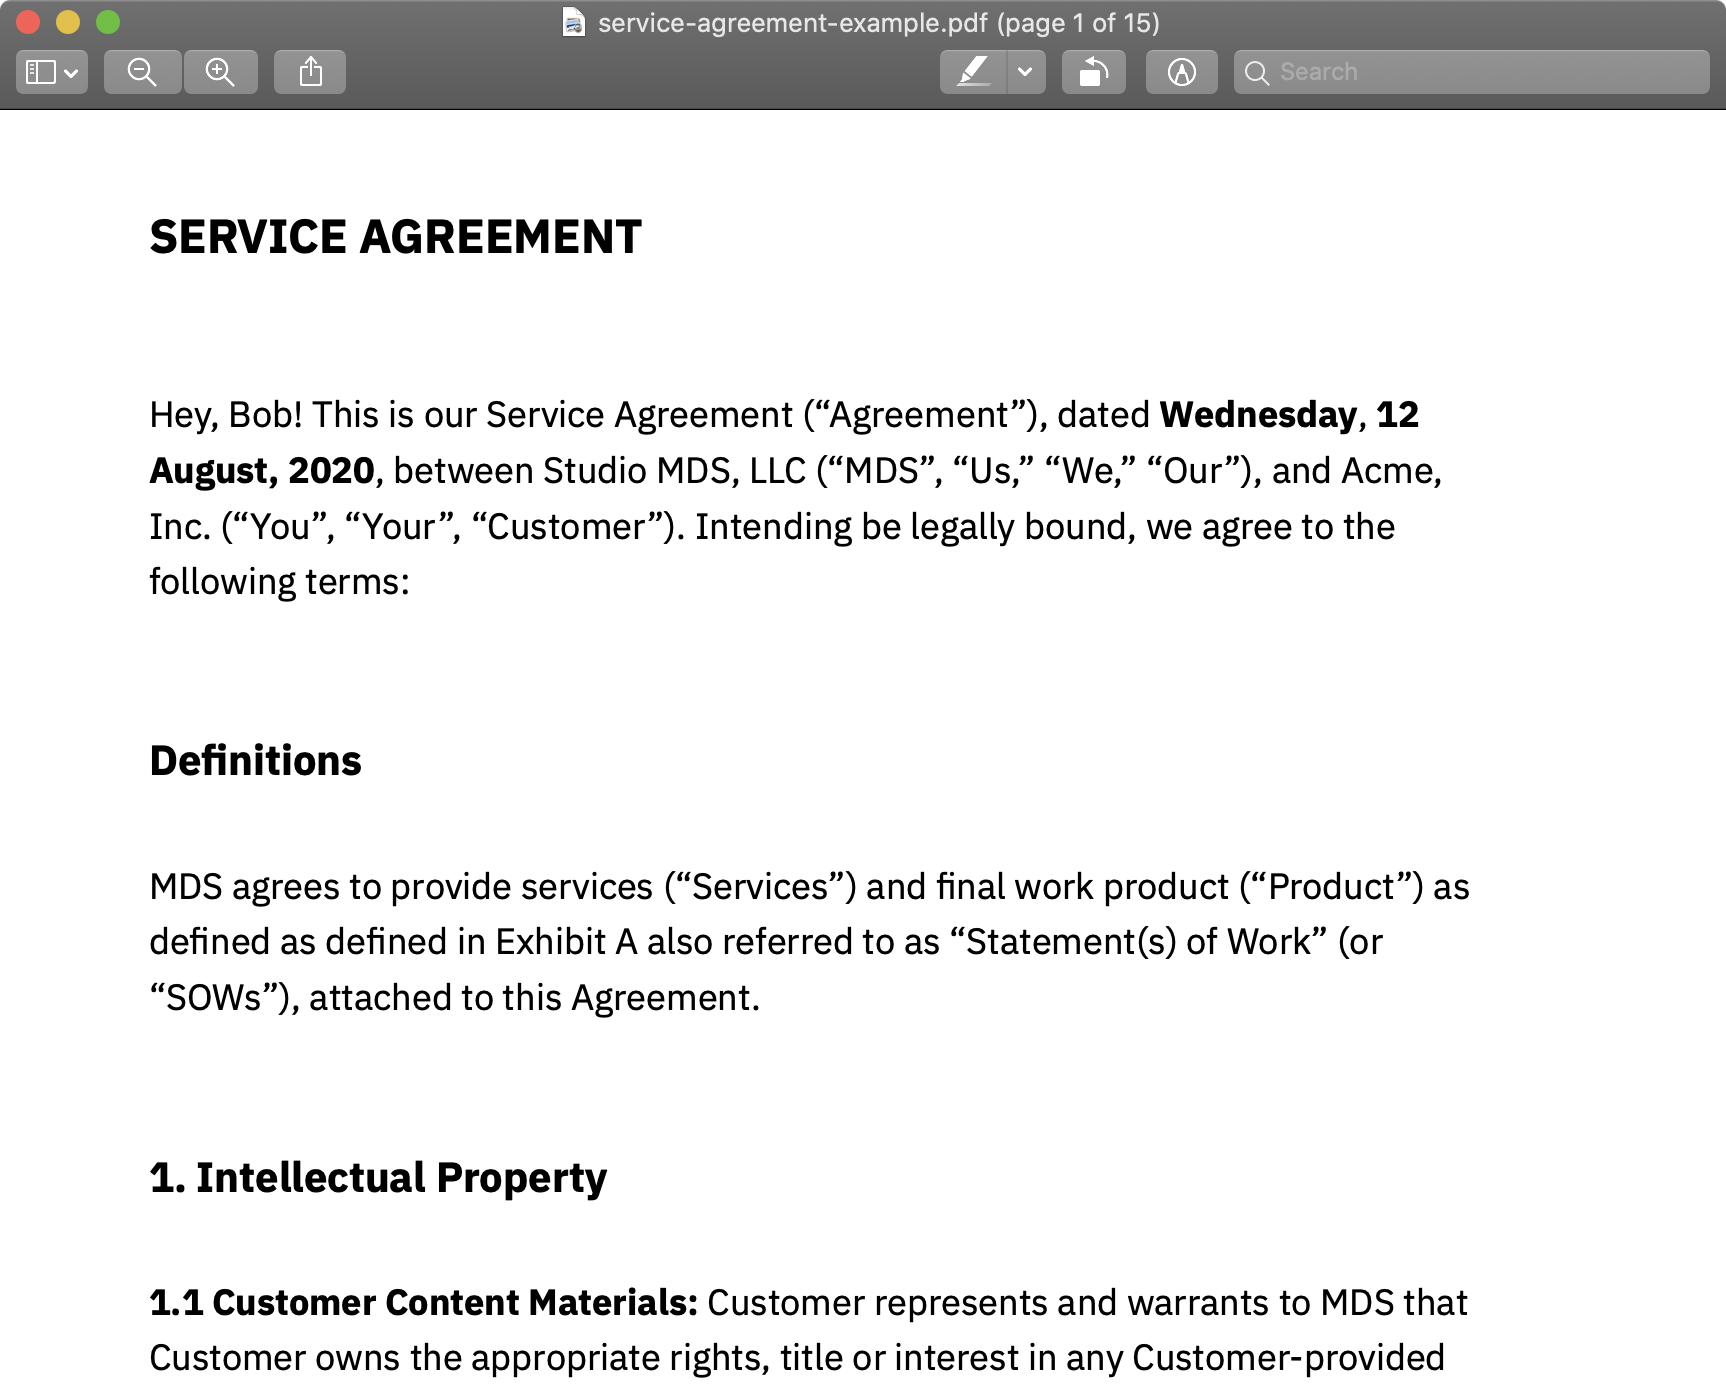 service-agreement-example.pdf (page 1 of 15)
Search
SERVICE AGREEMENT
Hey, Bob! This is our Service Agreement (“Agreement”), dated Wednesday, 12
August, 2020, between Studio MDS, LLC (“MDS”, “Us,” “We,” “Our”), and Acme,
Inc. (“You”, “Your”, “Customer”). Intending be legally bound, we agree to the
following terms:
Definitions
MDS agrees to provide services (“Services”) and final work product (“Product”) as
defined as defined in Exhibit A also referred to as “Statement(s) of Work” (or
“SOWs”), attached to this Agreement.
1. Intellectual Property
1.1 Customer Content Materials: Customer represents and warrants to MDS that
Customer owns the appropriate rights, title or interest in any Customer-provided